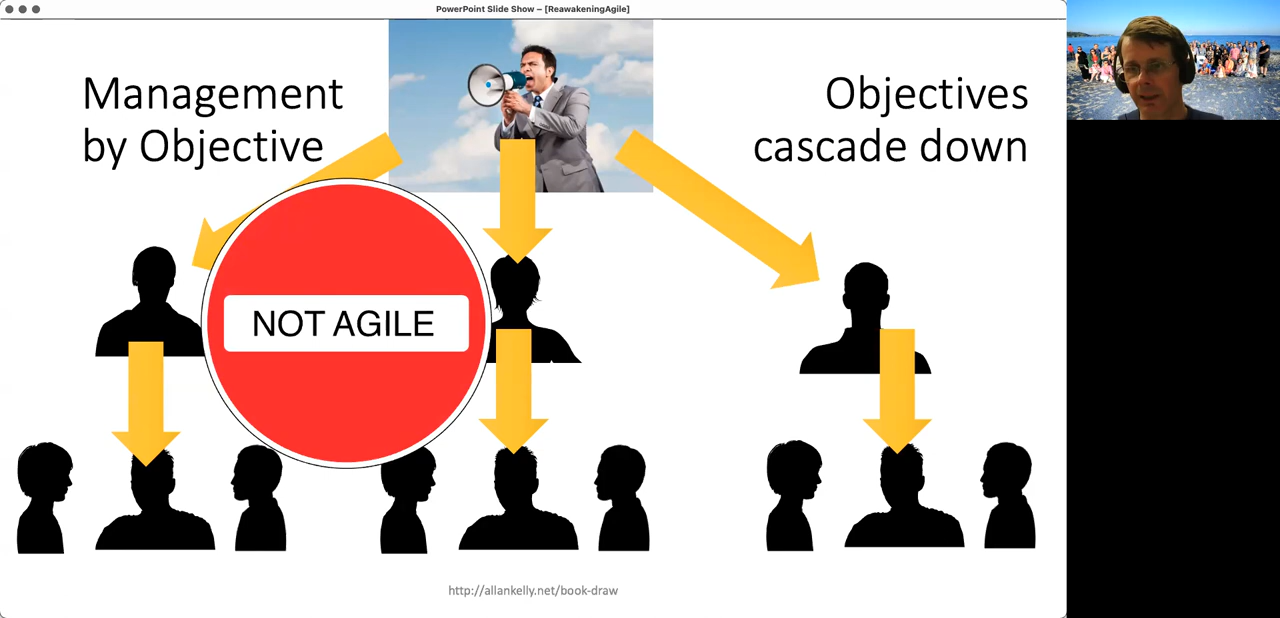 PowerPoint Slide Show – [ReawakeningAgile]
Management
by Objective
Objectives
cascade down
NOT AGILE
http://allankelly.net/book-draw